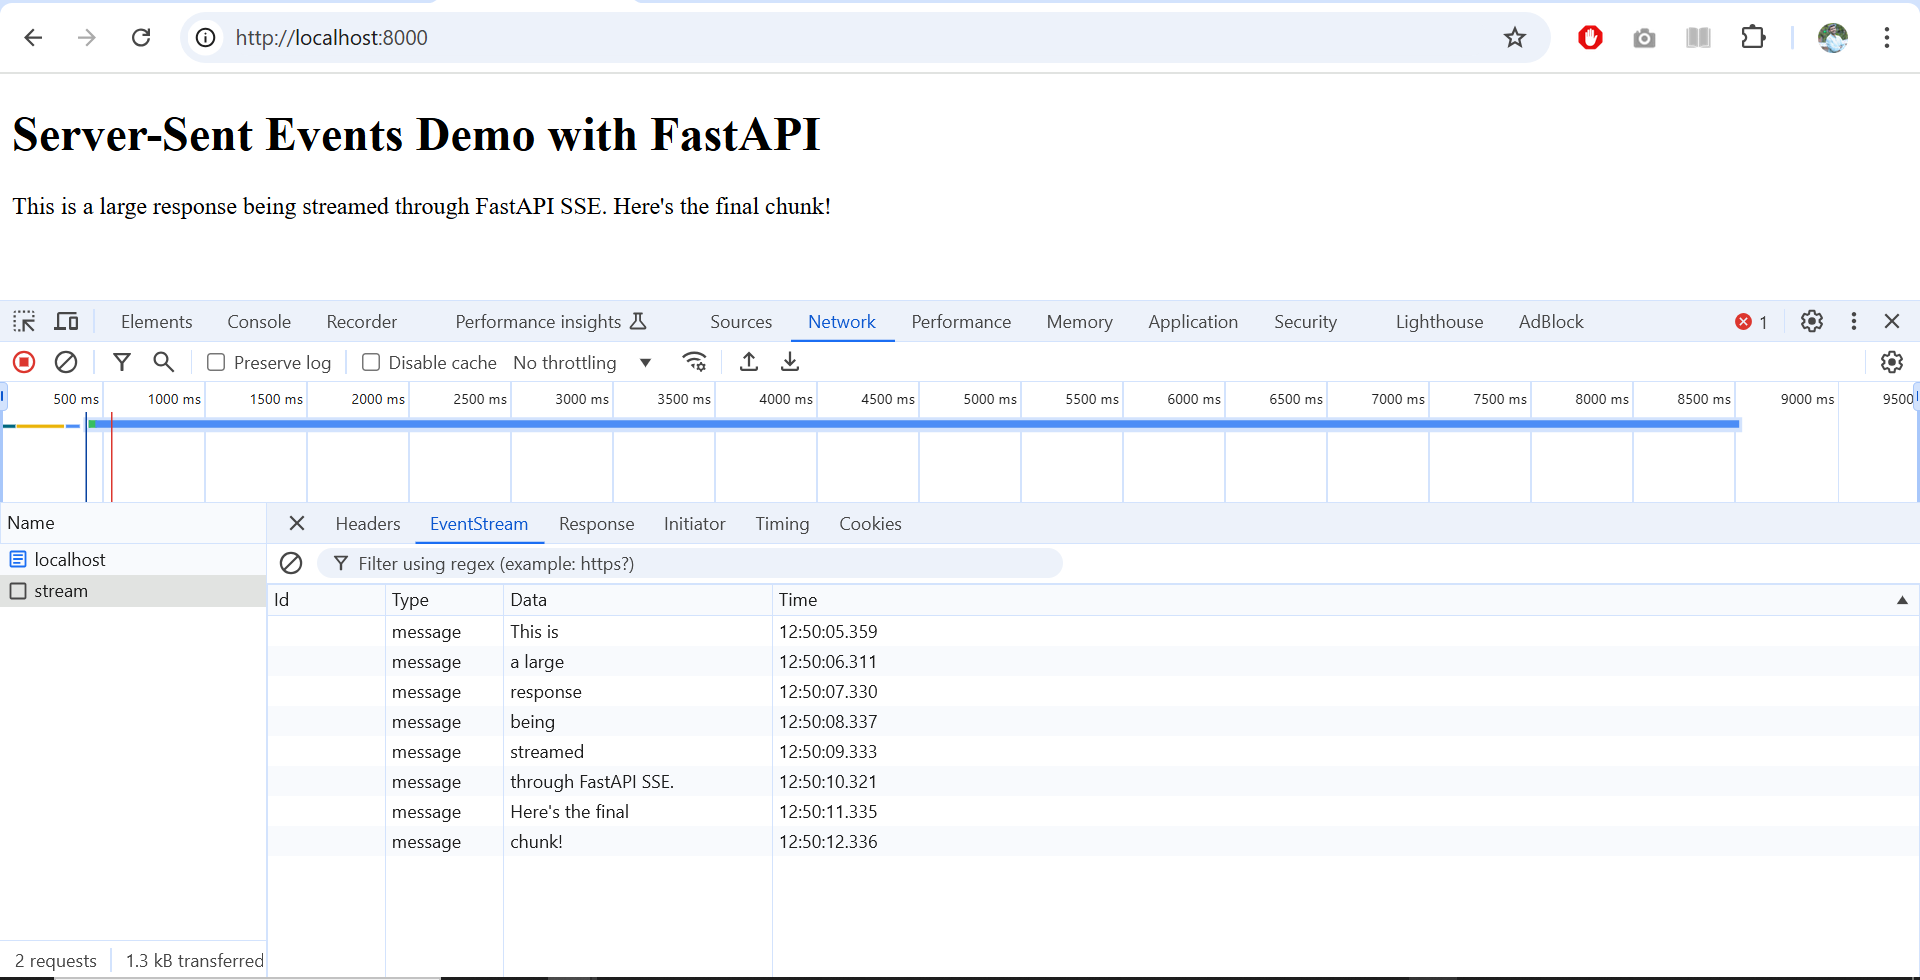 http://localhost:8000
Server-Sent Events Demo with FastAPI
This is a large response being streamed through FastAPI SSE. Here's the final chunk!
Elements Console Recorder Performance insights Sources Network Performance Memory Application Security Lighthouse AdBlock 1
Preserve log Disable cache No throttling
500 ms 1000 ms 1500 ms 2000 ms 2500 ms 3000 ms 3500 ms 4000 ms 4500 ms 5000 ms 5500 ms 6000 ms 6500 ms 7000 ms 7500 ms 8000 ms 8500 ms 9000 ms 9500
Name Headers EventStream Response Initiator Timing Cookies
localhost Filter using regex (example: https?)
stream Id Type Data Time
message This is 12:50:05.359
message a large 12:50:06.311
message response 12:50:07.330
message being 12:50:08.337
message streamed 12:50:09.333
message through FastAPI SSE. 12:50:10.321
message Here's the final 12:50:11.335
message chunk! 12:50:12.336
2 requests 1.3 kB transferred